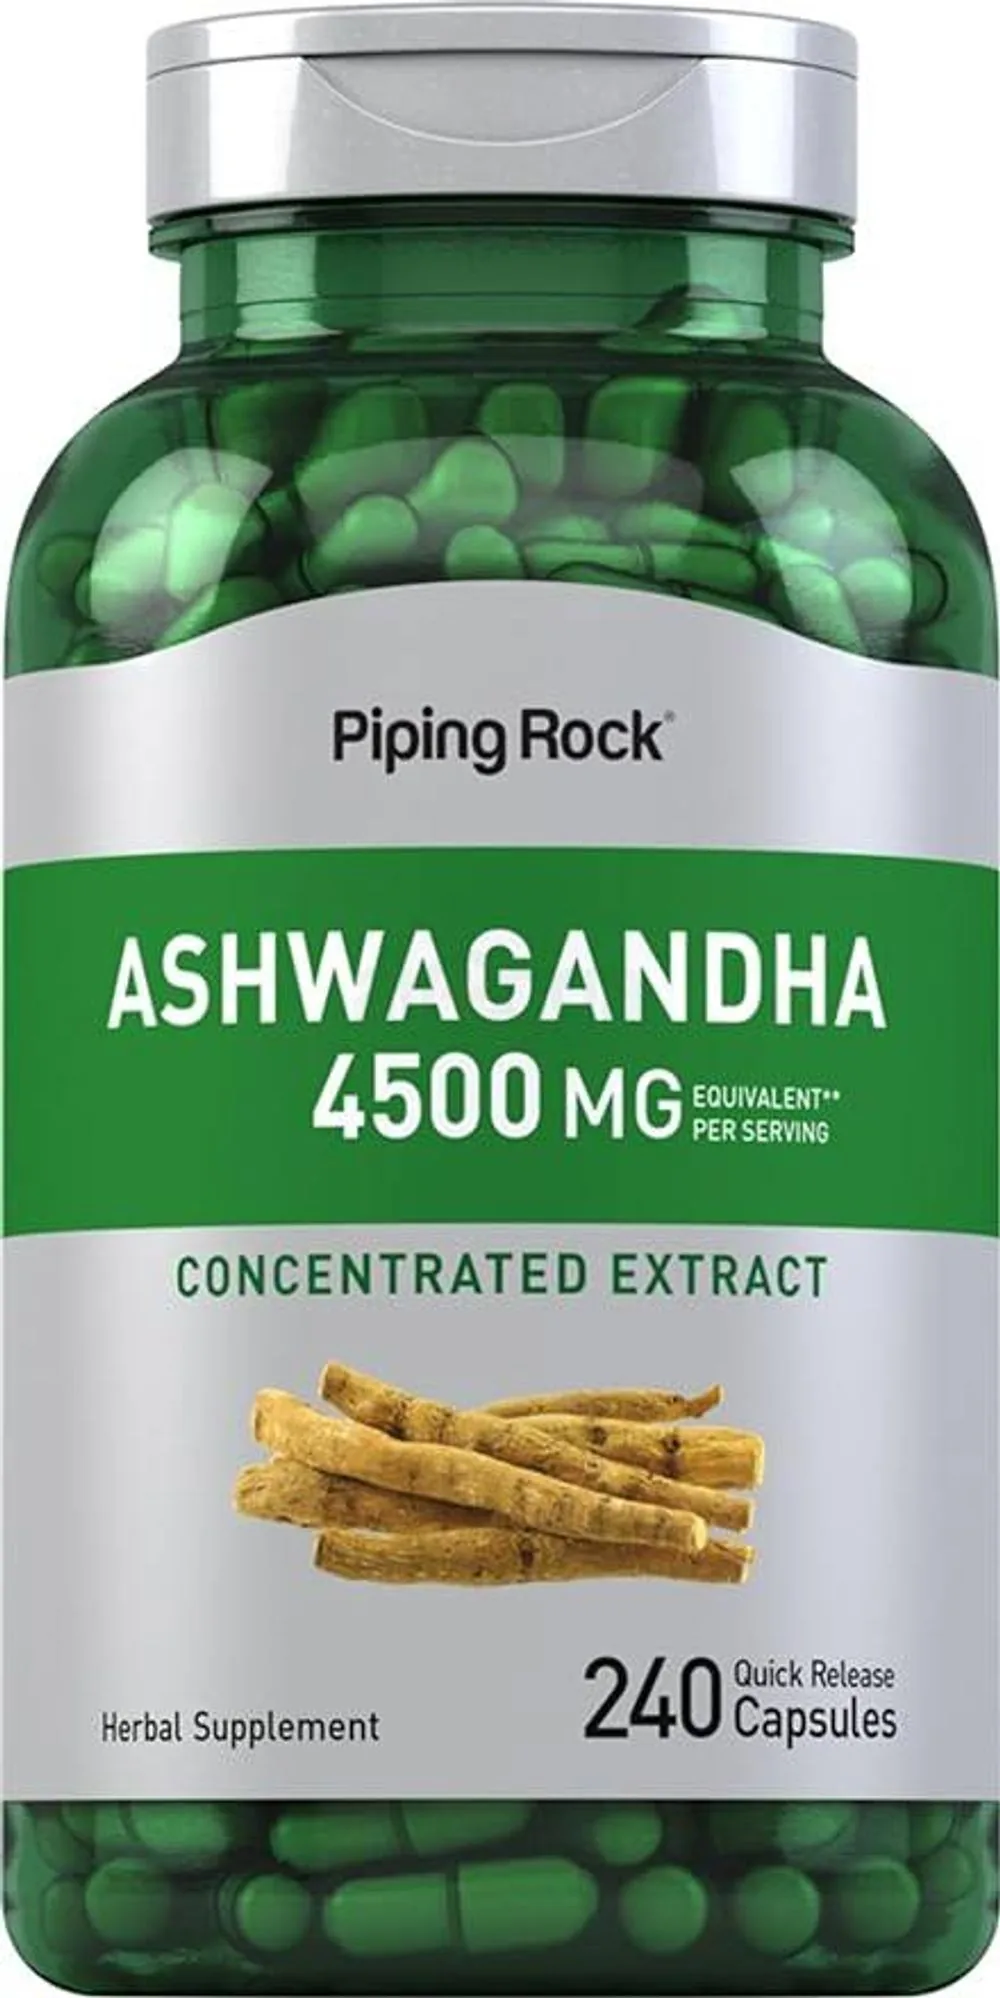 Piping Rock®
ASHWAGANDHA
4500 MG EQUIVALENT**
PER SERVING
CONCENTRATED EXTRACT
Herbal Supplement
240 Quick Release
Capsules